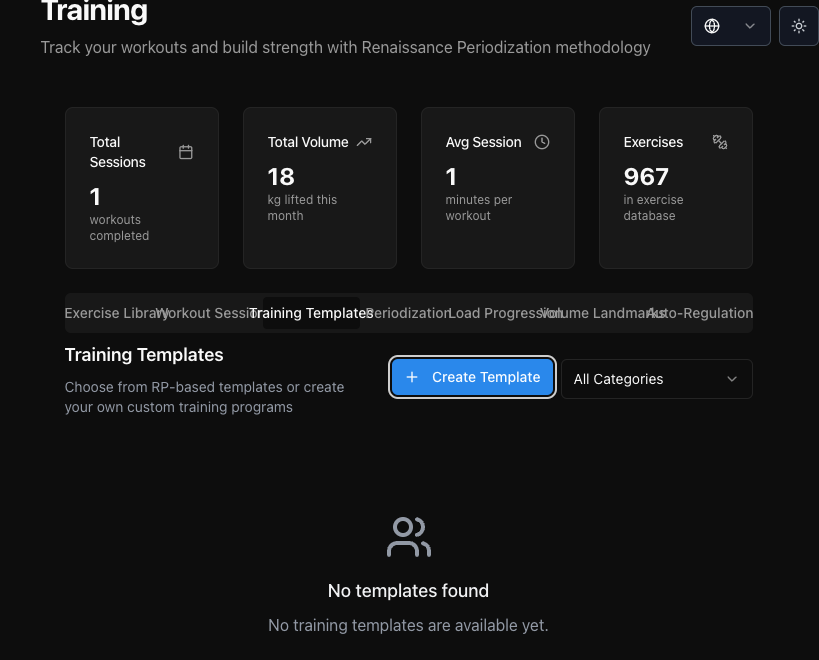 Training
Track your workouts and build strength with Renaissance Periodization methodology
Total
Sessions
1
workouts
completed
Total Volume
18
kg lifted this
month
Avg Session
1
minutes per
workout
Exercises
967
in exercise
database
Exercise Library
Workout Session
Training Templates
Periodization
Load Progression
Volume Landmarks
Auto-Regulation
Training Templates
Choose from RP-based templates or create
your own custom training programs
Create Template
All Categories
No templates found
No training templates are available yet.